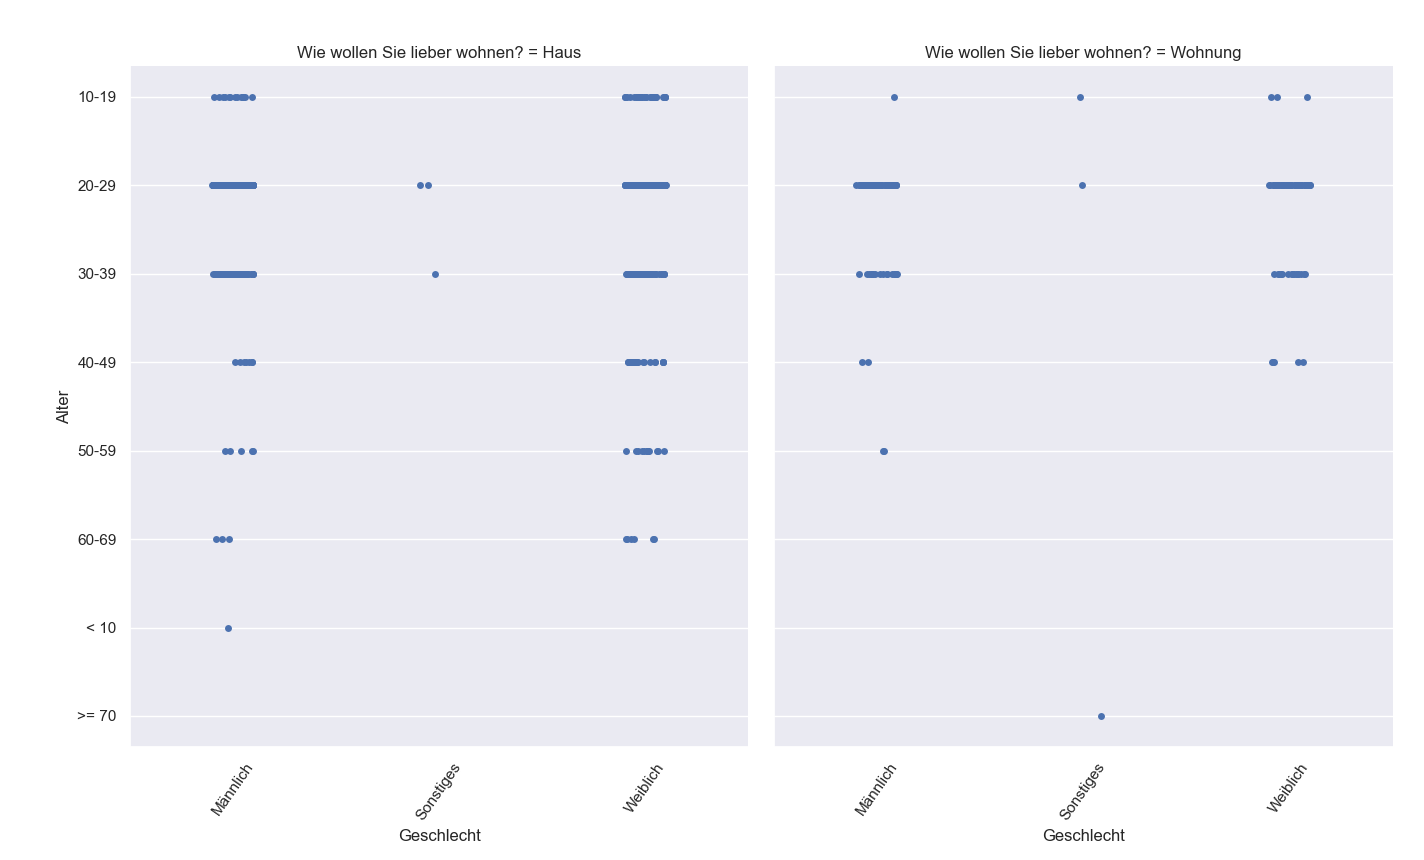 Wie wollen Sie lieber wohnen? = Haus
Wie wollen Sie lieber wohnen? = Wohnung
10-19
20-29
30-39
40-49
50-59
60-69
< 10
>= 70
Alter
Männlich
Sonstiges
Weiblich
Männlich
Sonstiges
Weiblich
Geschlecht
Geschlecht